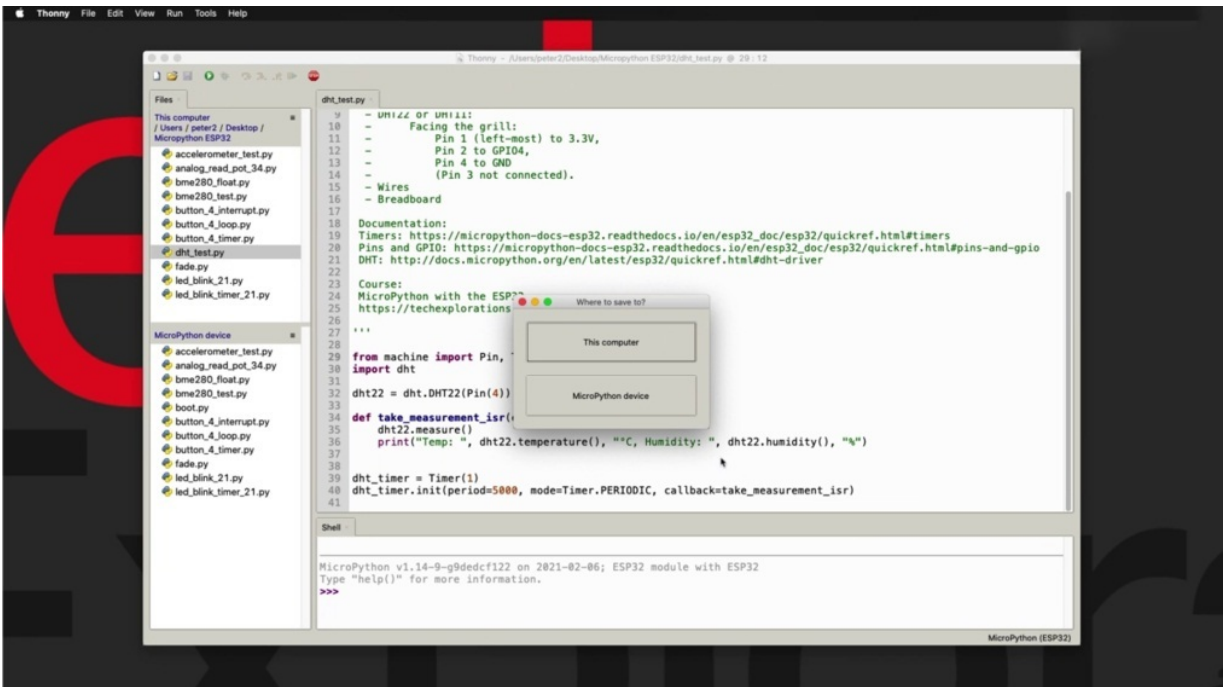 Thonny File Edit View Run Tools Help
Thonny - /Users/peter2/Desktop/Micropython ESP32/dht_test.py @ 29 : 12
Files
This computer
/ Users / peter2 / Desktop /
Micropython ESP32
accelerometer_test.py
analog_read_pot_34.py
bme280_float.py
bme280_test.py
button_4_interrupt.py
button_4_loop.py
button_4_timer.py
dht_test.py
fade.py
led_blink_21.py
led_blink_timer_21.py
MicroPython device
accelerometer_test.py
analog_read_pot_34.py
bme280_float.py
bme280_test.py
boot.py
button_4_interrupt.py
button_4_loop.py
button_4_timer.py
fade.py
led_blink_21.py
led_blink_timer_21.py
dht_test.py
9 - DHT22 or DHT11:
10 - Facing the grill:
11 - Pin 1 (left-most) to 3.3V,
12 - Pin 2 to GPIO4,
13 - Pin 4 to GND
14 - (Pin 3 not connected).
15 - Wires
16 - Breadboard
17
18 Documentation:
19 Timers: https://micropython-docs-esp32.readthedocs.io/en/esp32_doc/esp32/quickref.html#timers
20 Pins and GPIO: https://micropython-docs-esp32.readthedocs.io/en/esp32_doc/esp32/quickref.html#pins-and-gpio
21 DHT: http://docs.micropython.org/en/latest/esp32/quickref.html#dht-driver
22
23 Course:
24 MicroPython with the ESP32
25 https://techexplorations
26
27 '''
28
29 from machine import Pin,
30 import dht
31
32 dht22 = dht.DHT22(Pin(4))
33
34 def take_measurement_isr(
35 dht22.measure()
36 print("Temp: ", dht22.temperature(), "°C, Humidity: ", dht22.humidity(), "%")
37
38
39 dht_timer = Timer(1)
40 dht_timer.init(period=5000, mode=Timer.PERIODIC, callback=take_measurement_isr)
41
Where to save to?
This computer
MicroPython device
Shell
MicroPython v1.14-9-g9dedcf122 on 2021-02-06; ESP32 module with ESP32
Type "help()" for more information.
>>>
MicroPython (ESP32)